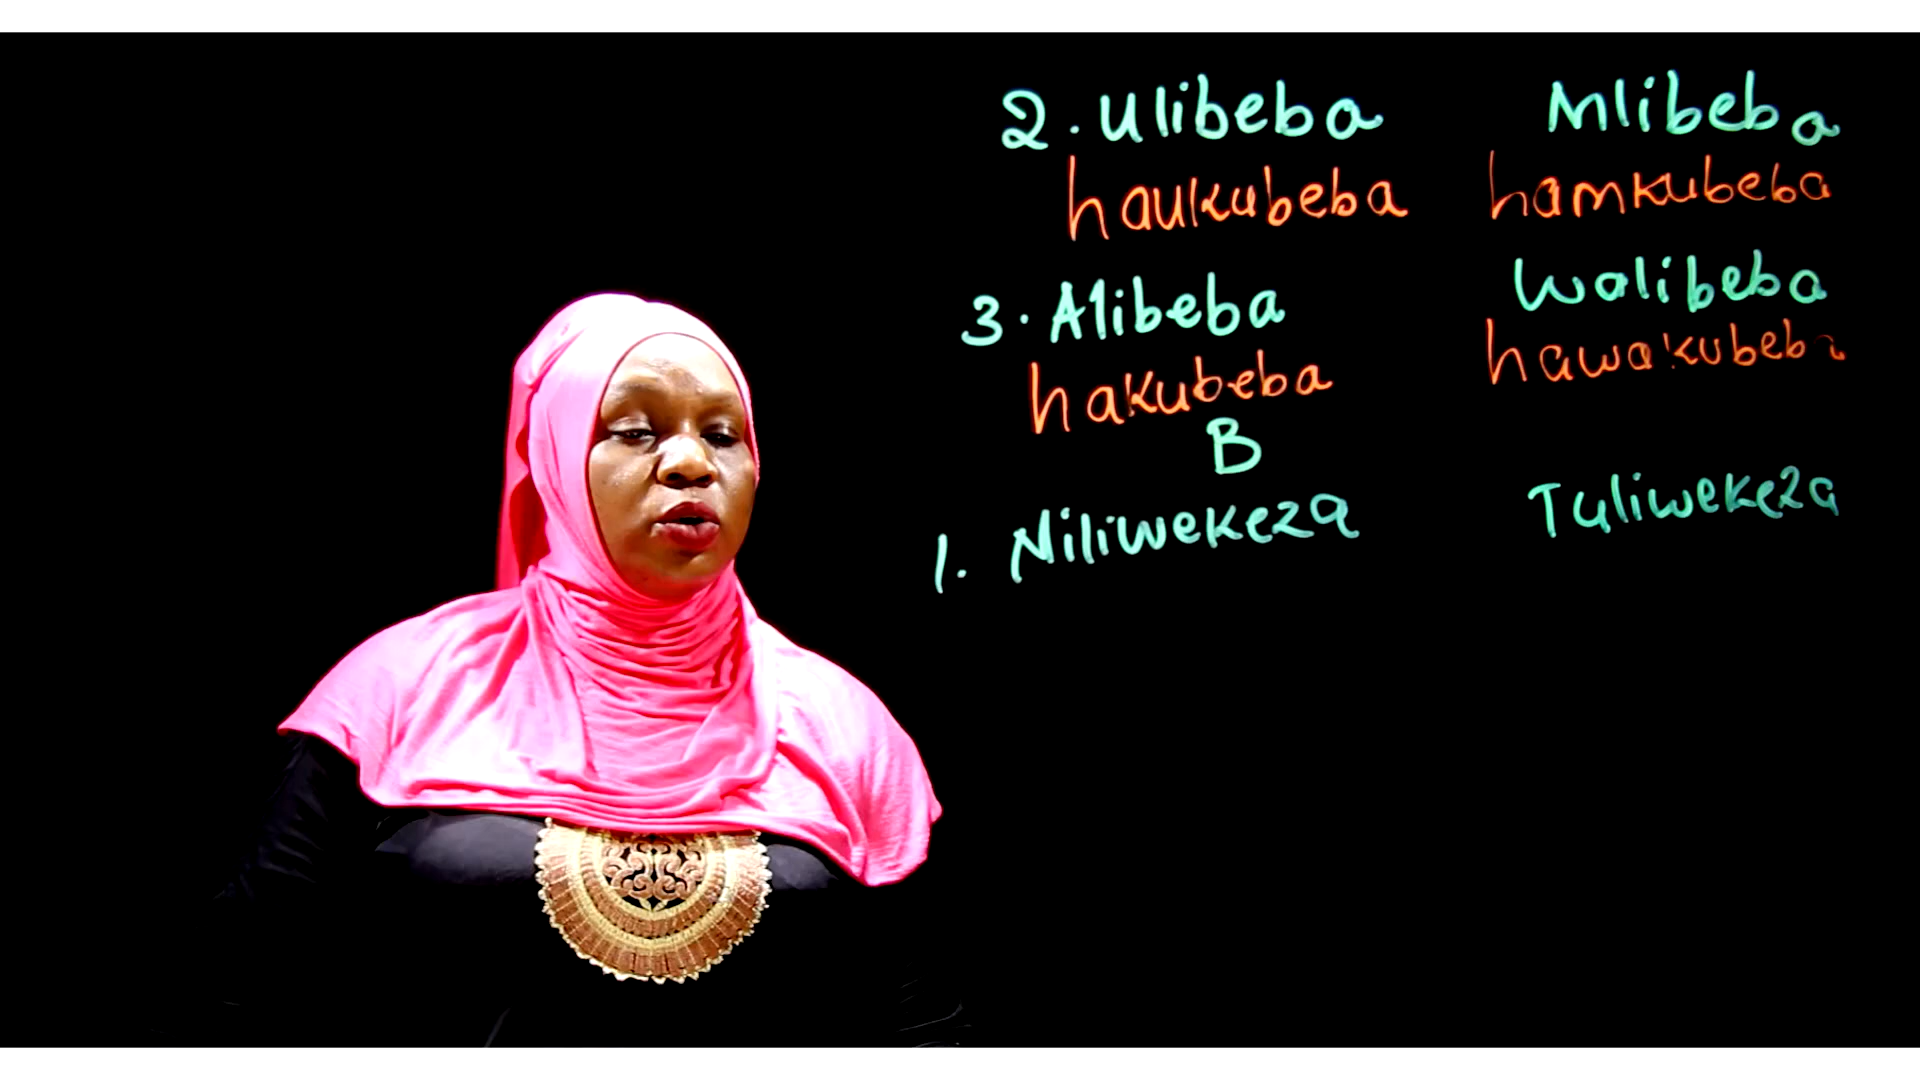 2. Ulibeba Mlibeba
haukubeba hamkubeba
3. Alibeba Walibeba
hakubeba hawakubeba
B
1. Niliwekeza Tuliwekeza